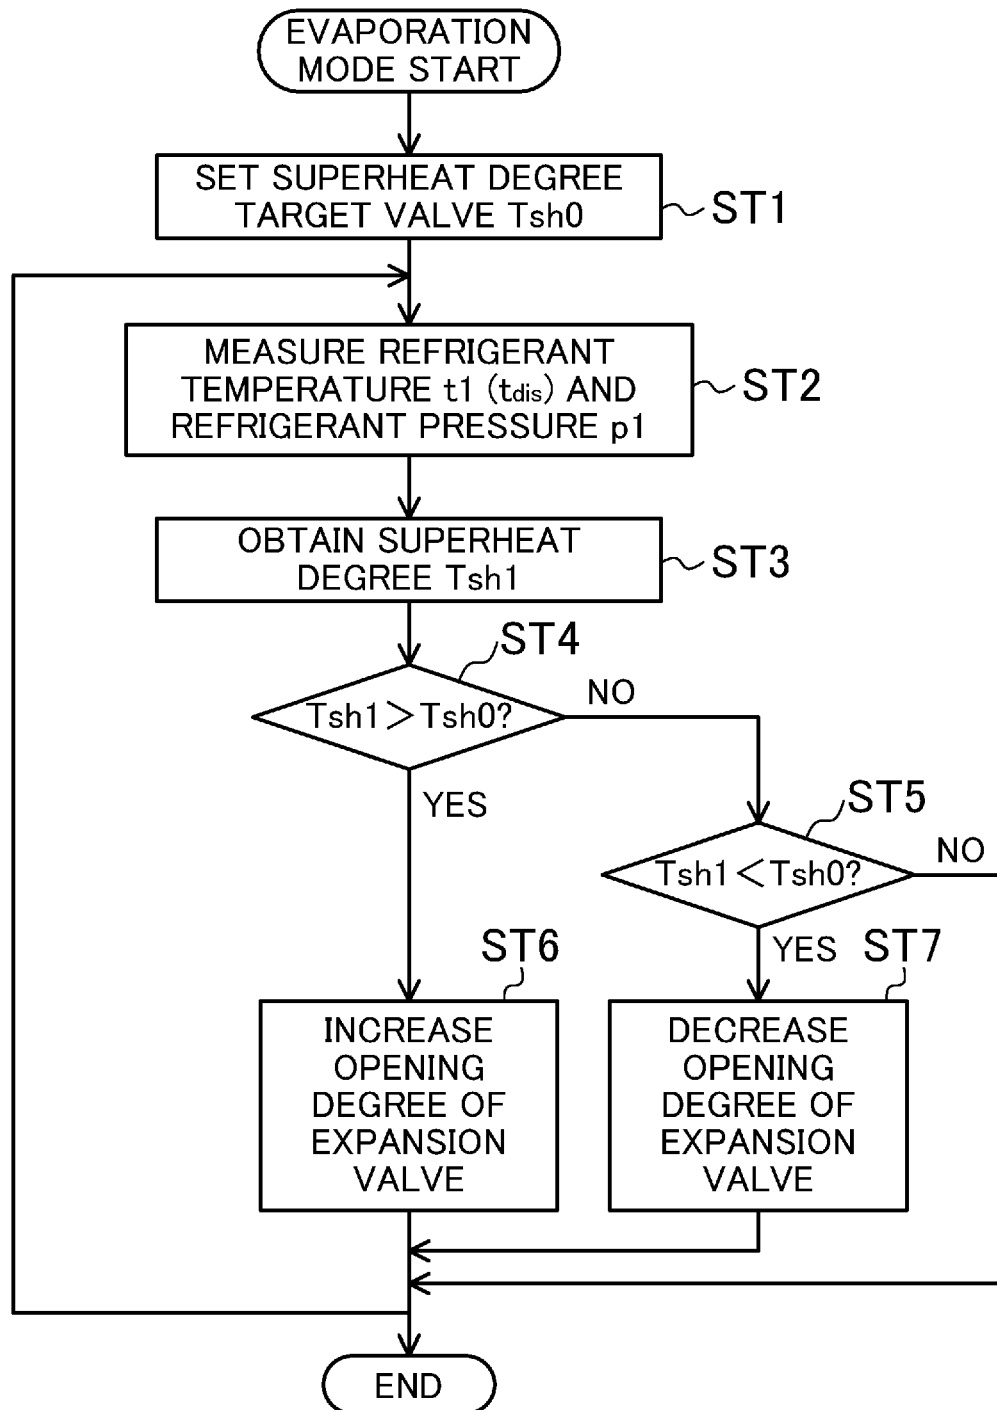 EVAPORATION
MODE START
SET SUPERHEAT DEGREE
TARGET VALVE Tsh0
ST1
MEASURE REFRIGERANT
TEMPERATURE t1 (tdis) AND
REFRIGERANT PRESSURE p1
ST2
OBTAIN SUPERHEAT
DEGREE Tsh1
ST3
ST4
Tsh1＞Tsh0?
NO
YES
ST5
Tsh1＜Tsh0?
NO
YES
ST6
INCREASE
OPENING
DEGREE OF
EXPANSION
VALVE
ST7
DECREASE
OPENING
DEGREE OF
EXPANSION
VALVE
END